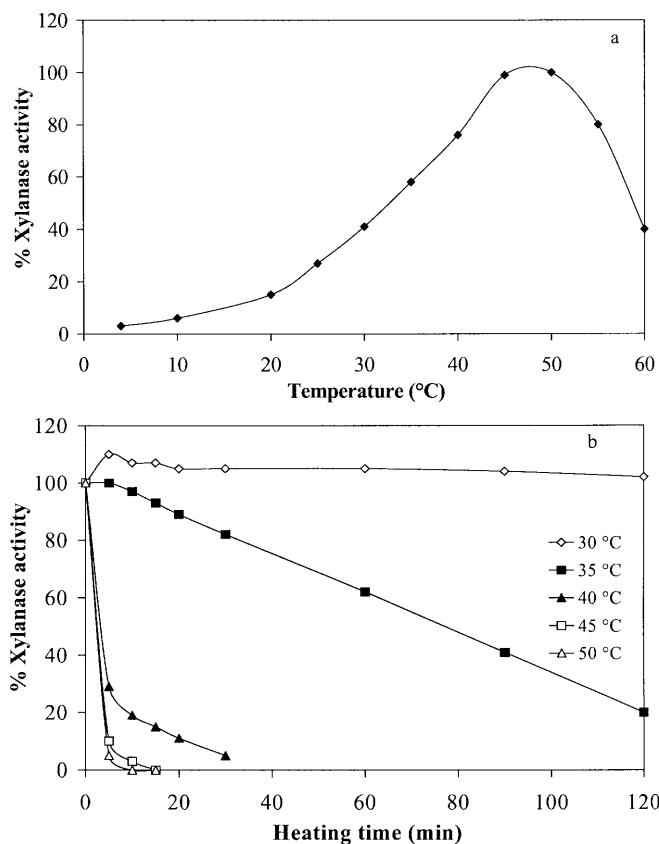 a
120
100
80
60
40
20
0
% Xylanase activity
0 10 20 30 40 50 60
Temperature (°C)
b
120
100
80
60
40
20
0
% Xylanase activity
30 °C
35 °C
40 °C
45 °C
50 °C
0 20 40 60 80 100 120
Heating time (min)